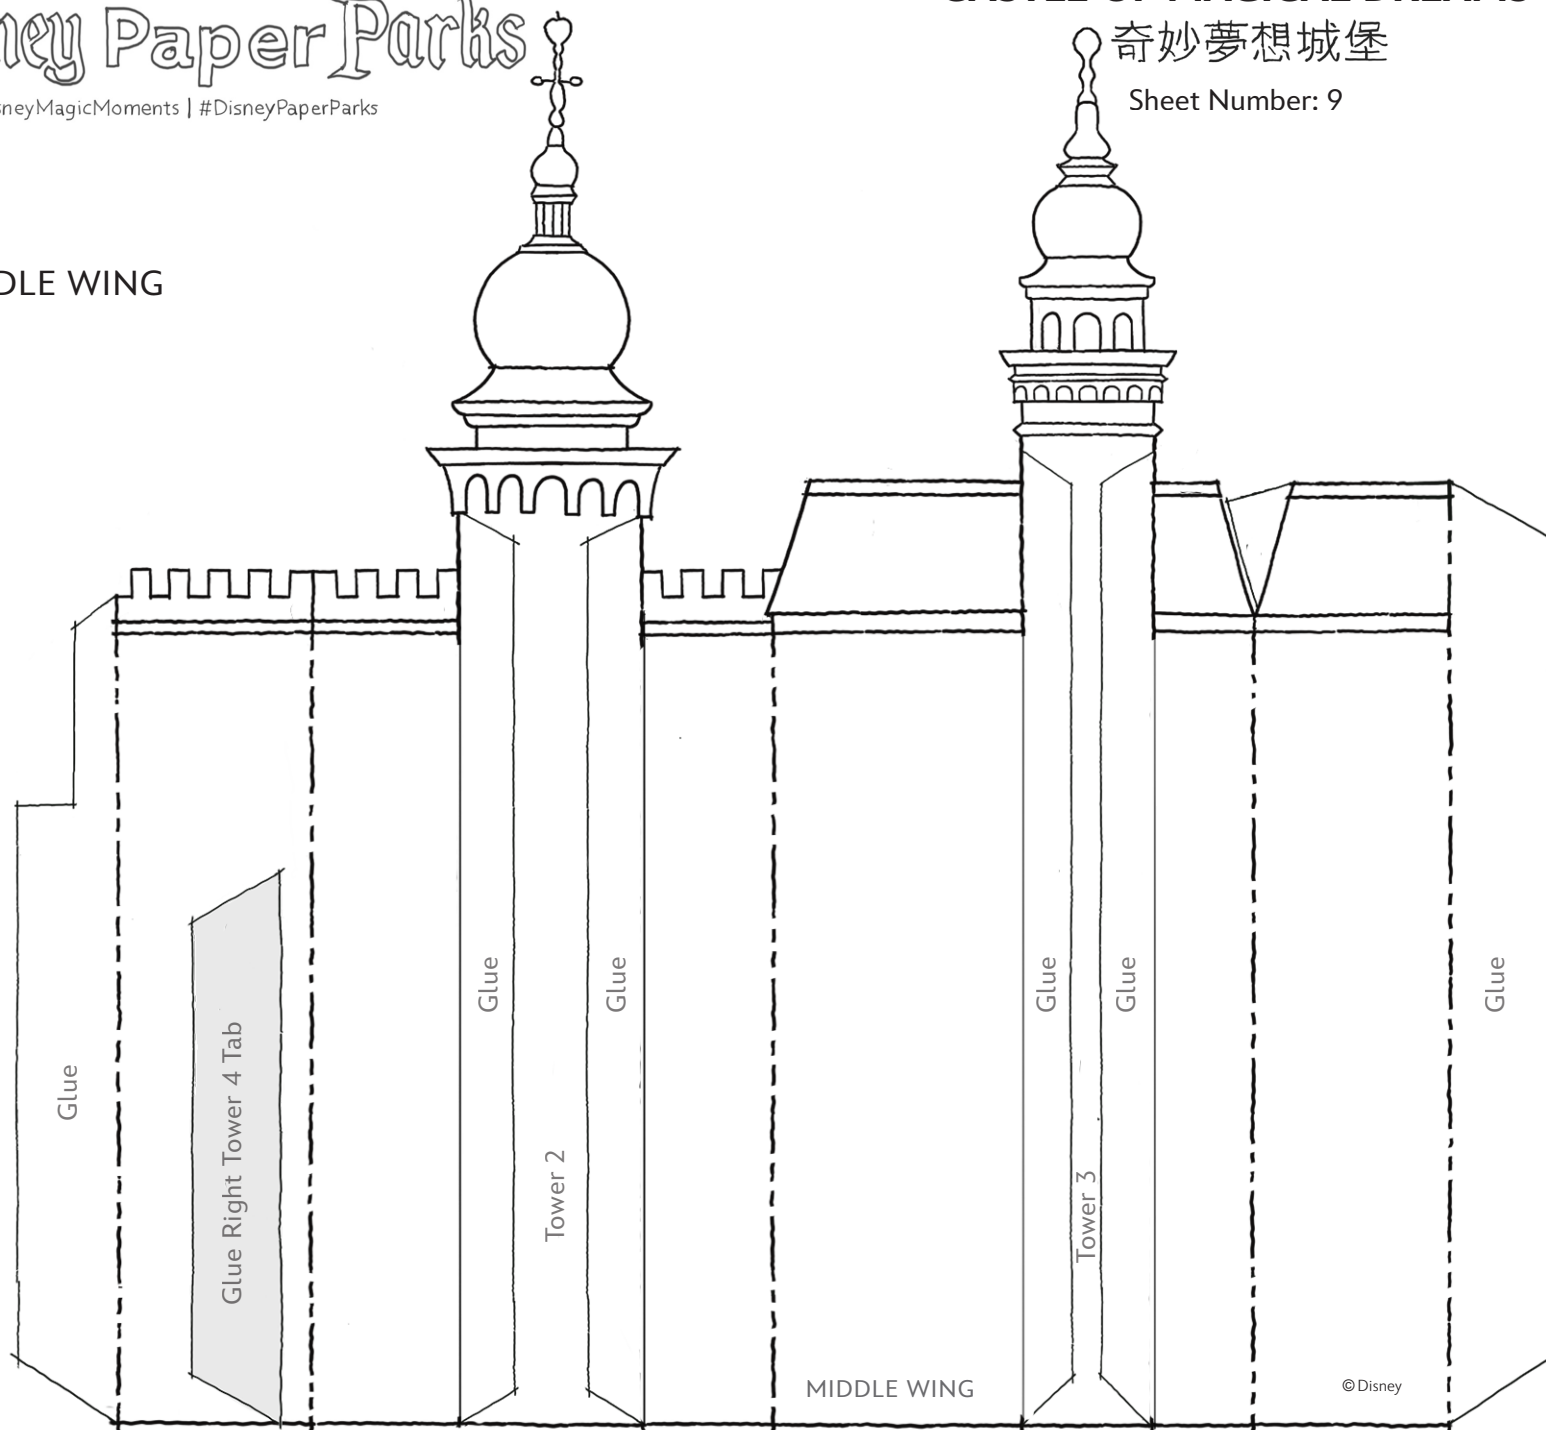 ney Paper Parks
sneyMagicMoments | #DisneyPaperParks
奇妙夢想城堡
Sheet Number: 9
DLE WING
Glue
Glue Right Tower 4 Tab
Glue
Glue
Tower 2
Glue
Glue
Tower 3
Glue
MIDDLE WING
©Disney